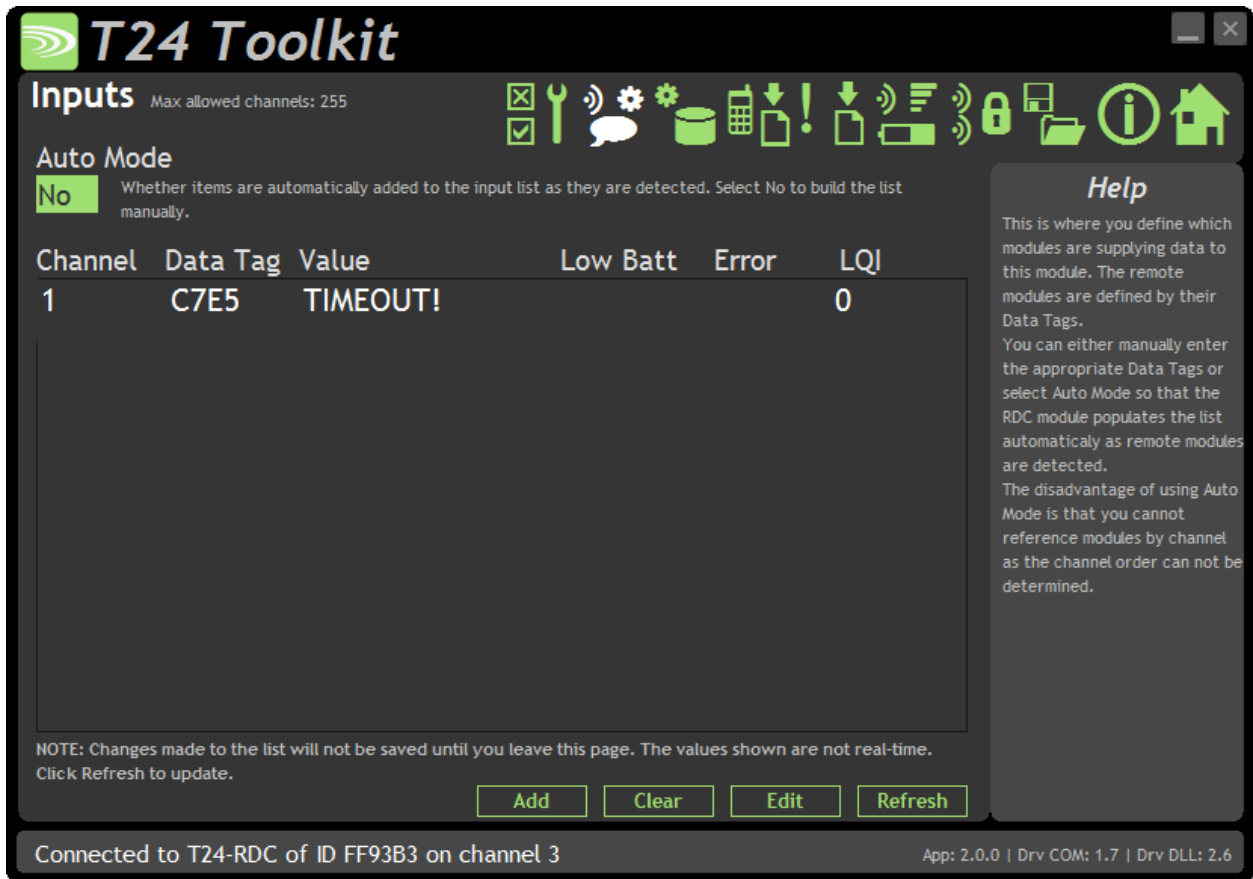 T24 Toolkit
Inputs Max allowed channels: 255
Auto Mode
No
Whether items are automatically added to the input list as they are detected. Select No to build the list
manually.
Channel Data Tag Value Low Batt Error LQI
1 C7E5 TIMEOUT! 0
NOTE: Changes made to the list will not be saved until you leave this page. The values shown are not real-time.
Click Refresh to update.
Add Clear Edit Refresh
Help
This is where you define which
modules are supplying data to
this module. The remote
modules are defined by their
Data Tags.
You can either manually enter
the appropriate Data Tags or
select Auto Mode so that the
RDC module populates the list
automaticaly as remote modules
are detected.
The disadvantage of using Auto
Mode is that you cannot
reference modules by channel
as the channel order can not be
determined.
Connected to T24-RDC of ID FF93B3 on channel 3
App: 2.0.0 | Drv COM: 1.7 | Drv DLL: 2.6